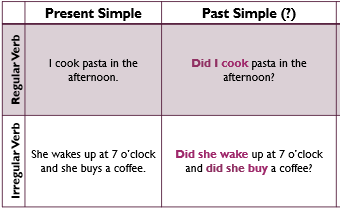 Present Simple
Past Simple (?)
Regular Verb
I cook pasta in the
afternoon.
Did I cook pasta in the
afternoon?
Irregular Verb
She wakes up at 7 o'clock
and she buys a coffee.
Did she wake up at 7 o'clock
and did she buy a coffee?